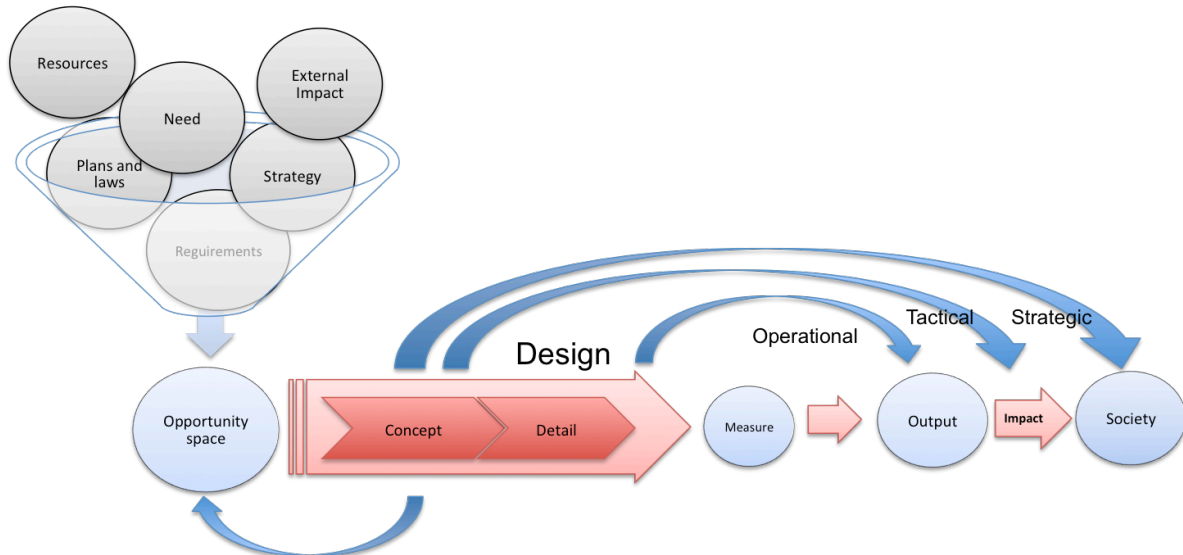 Resources
External
Impact
Need
Plans and
laws
Strategy
Reguirements
Operational
Tactical
Strategic
Design
Opportunity
space
Concept
Detail
Measure
Output
Impact
Society